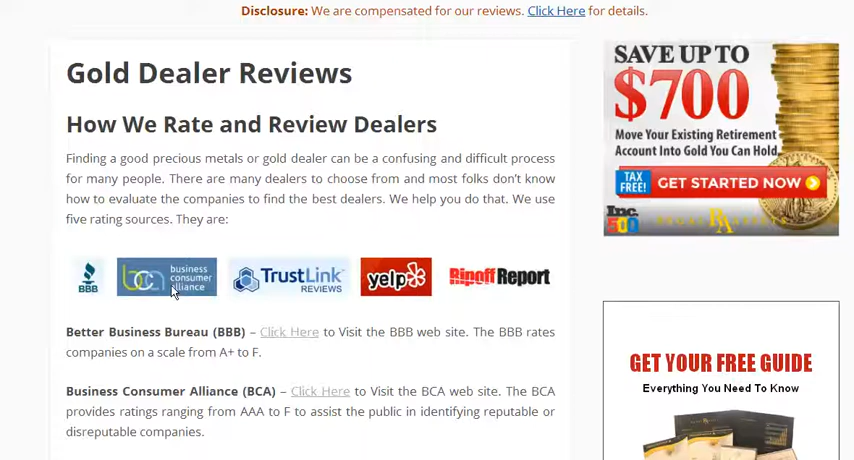 Disclosure: We are compensated for our reviews. Click Here for details.
Gold Dealer Reviews
How We Rate and Review Dealers
Finding a good precious metals or gold dealer can be a confusing and difficult process
for many people. There are many dealers to choose from and most folks don't know
how to evaluate the companies to find the best dealers. We help you do that. We use
five rating sources. They are:
BBB
bca business
consumer
alliance
TrustLink
REVIEWS
yelp
Ripoff Report
Better Business Bureau (BBB) – Click Here to Visit the BBB web site. The BBB rates
companies on a scale from A+ to F.
Business Consumer Alliance (BCA) – Click Here to Visit the BCA web site. The BCA
provides ratings ranging from AAA to F to assist the public in identifying reputable or
disreputable companies.
SAVE UP TO
$700
Move Your Existing Retirement
Account Into Gold You Can Hold
TAX
FREE!
GET STARTED NOW
Inc.
500
RA
GET YOUR FREE GUIDE
Everything You Need To Know